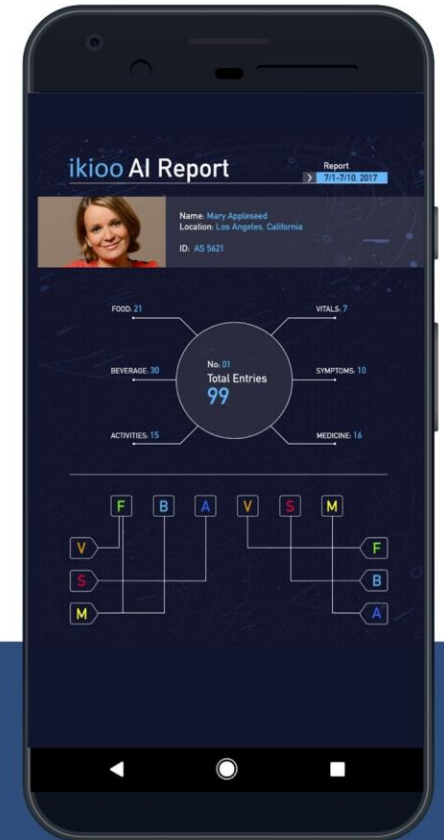 ikioo AI Report
Report
7/1-7/10, 2017
Name: Mary Appleseed
Location: Los Angeles, California
ID: AS 5621
FOOD: 21
VITALS: 7
BEVERAGE: 30
No: 01
Total Entries
99
SYMPTOMS: 10
ACTIVITIES: 15
MEDICINE: 16
F B A V S M
V F
S B
M A